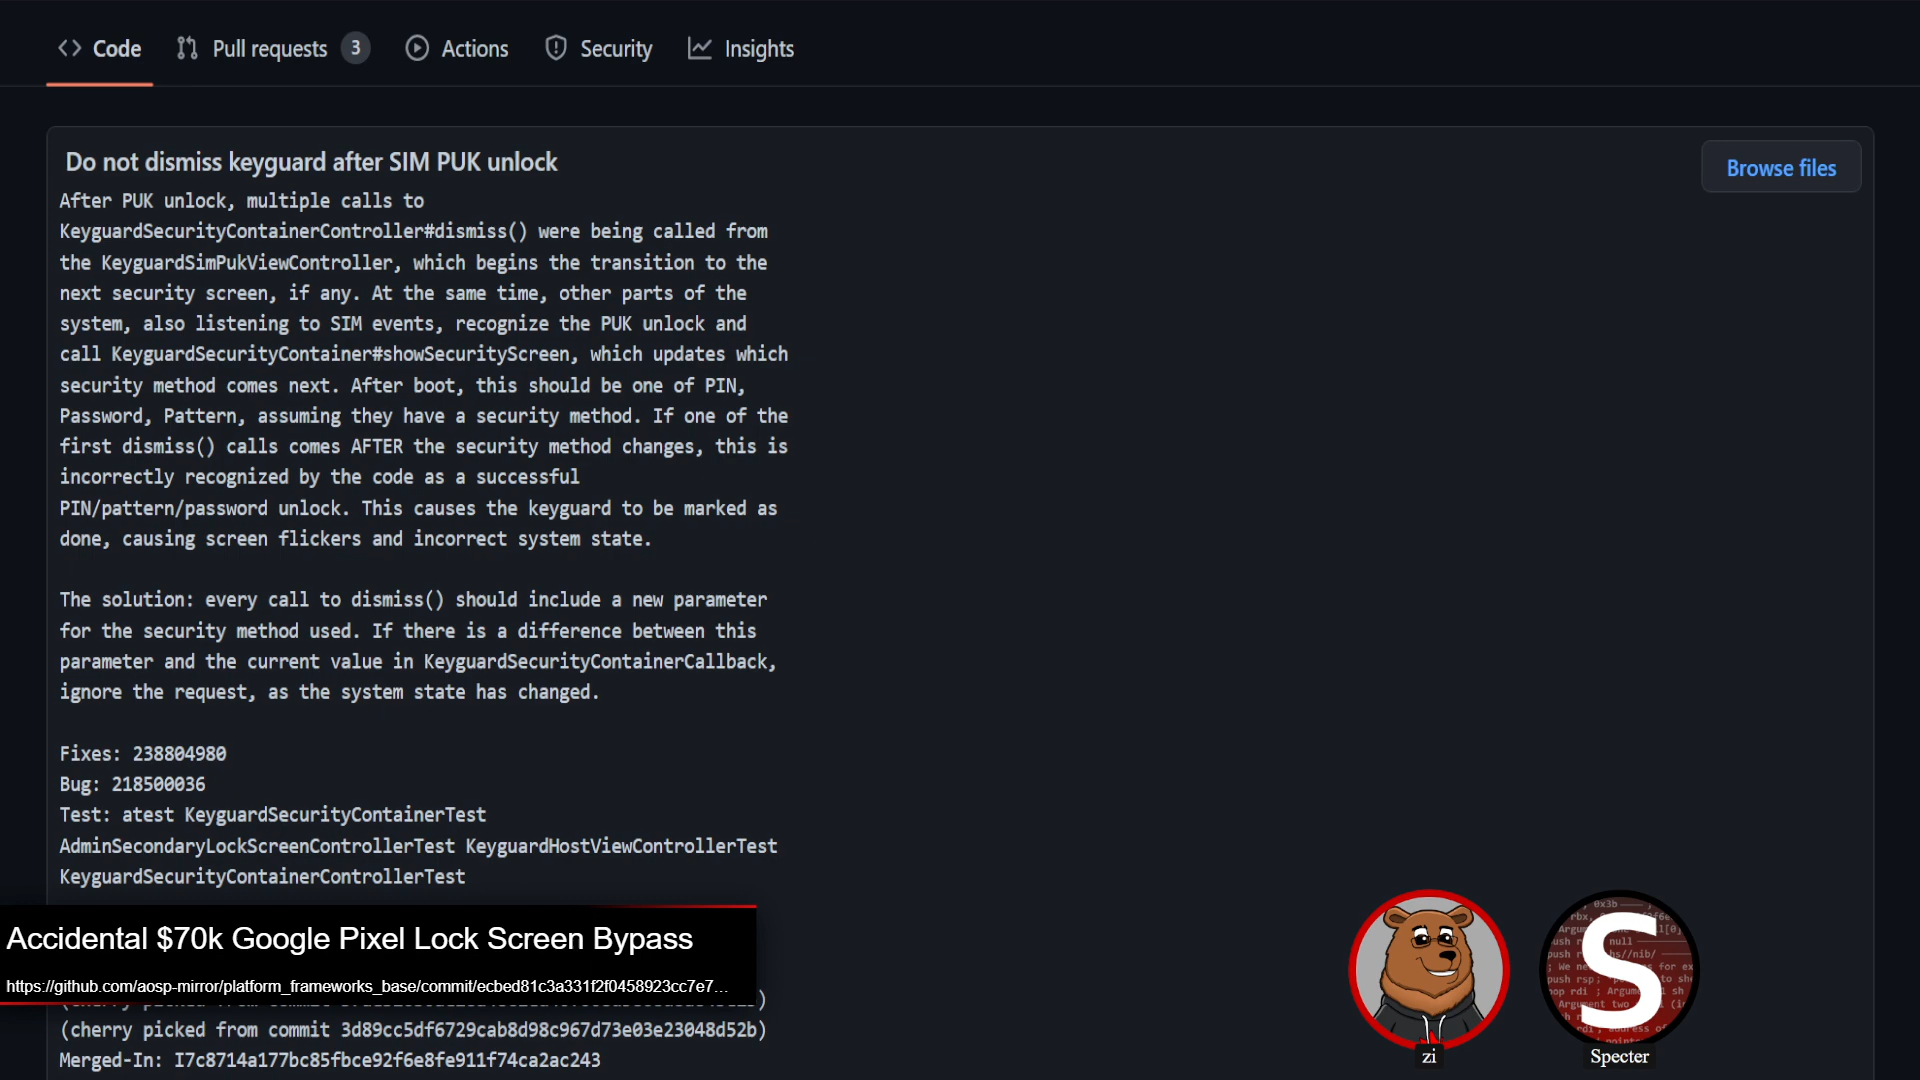 Code
Pull requests 3
Actions
Security
Insights
Do not dismiss keyguard after SIM PUK unlock
Browse files
After PUK unlock, multiple calls to
KeyguardSecurityContainerController#dismiss() were being called from
the KeyguardSimPukViewController, which begins the transition to the
next security screen, if any. At the same time, other parts of the
system, also listening to SIM events, recognize the PUK unlock and
call KeyguardSecurityContainer#showSecurityScreen, which updates which
security method comes next. After boot, this should be one of PIN,
Password, Pattern, assuming they have a security method. If one of the
first dismiss() calls comes AFTER the security method changes, this is
incorrectly recognized by the code as a successful
PIN/pattern/password unlock. This causes the keyguard to be marked as
done, causing screen flickers and incorrect system state.
The solution: every call to dismiss() should include a new parameter
for the security method used. If there is a difference between this
parameter and the current value in KeyguardSecurityContainerCallback,
ignore the request, as the system state has changed.
Fixes: 238804980
Bug: 218500036
Test: atest KeyguardSecurityContainerTest
AdminSecondaryLockScreenControllerTest KeyguardHostViewControllerTest
KeyguardSecurityContainerControllerTest
Accidental $70k Google Pixel Lock Screen Bypass
https://github.com/aosp-mirror/platform_frameworks_base/commit/ecbed81c3a331f2f0458923cc7e7...
(cherry picked from commit 3d89cc5df6729cab8d98c967d73e03e23048d52b)
Merged-In: I7c8714a177bc85fbce92f6e8fe911f74ca2ac243
zi
S
Specter